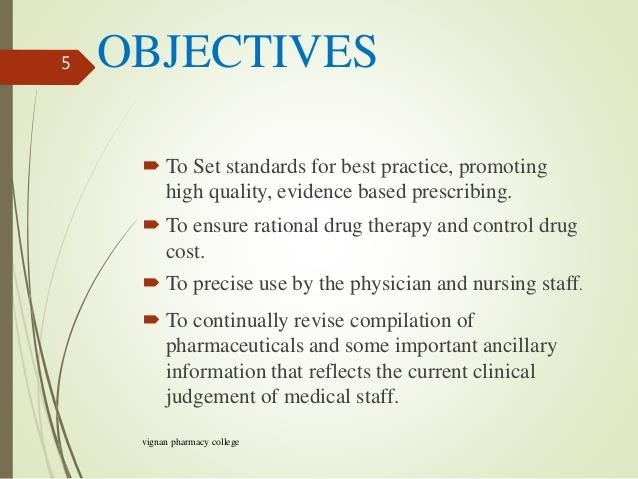 5
OBJECTIVES
To Set standards for best practice, promoting
high quality, evidence based prescribing.
To ensure rational drug therapy and control drug
cost.
To precise use by the physician and nursing staff.
To continually revise compilation of
pharmaceuticals and some important ancillary
information that reflects the current clinical
judgement of medical staff.
vignan pharmacy college